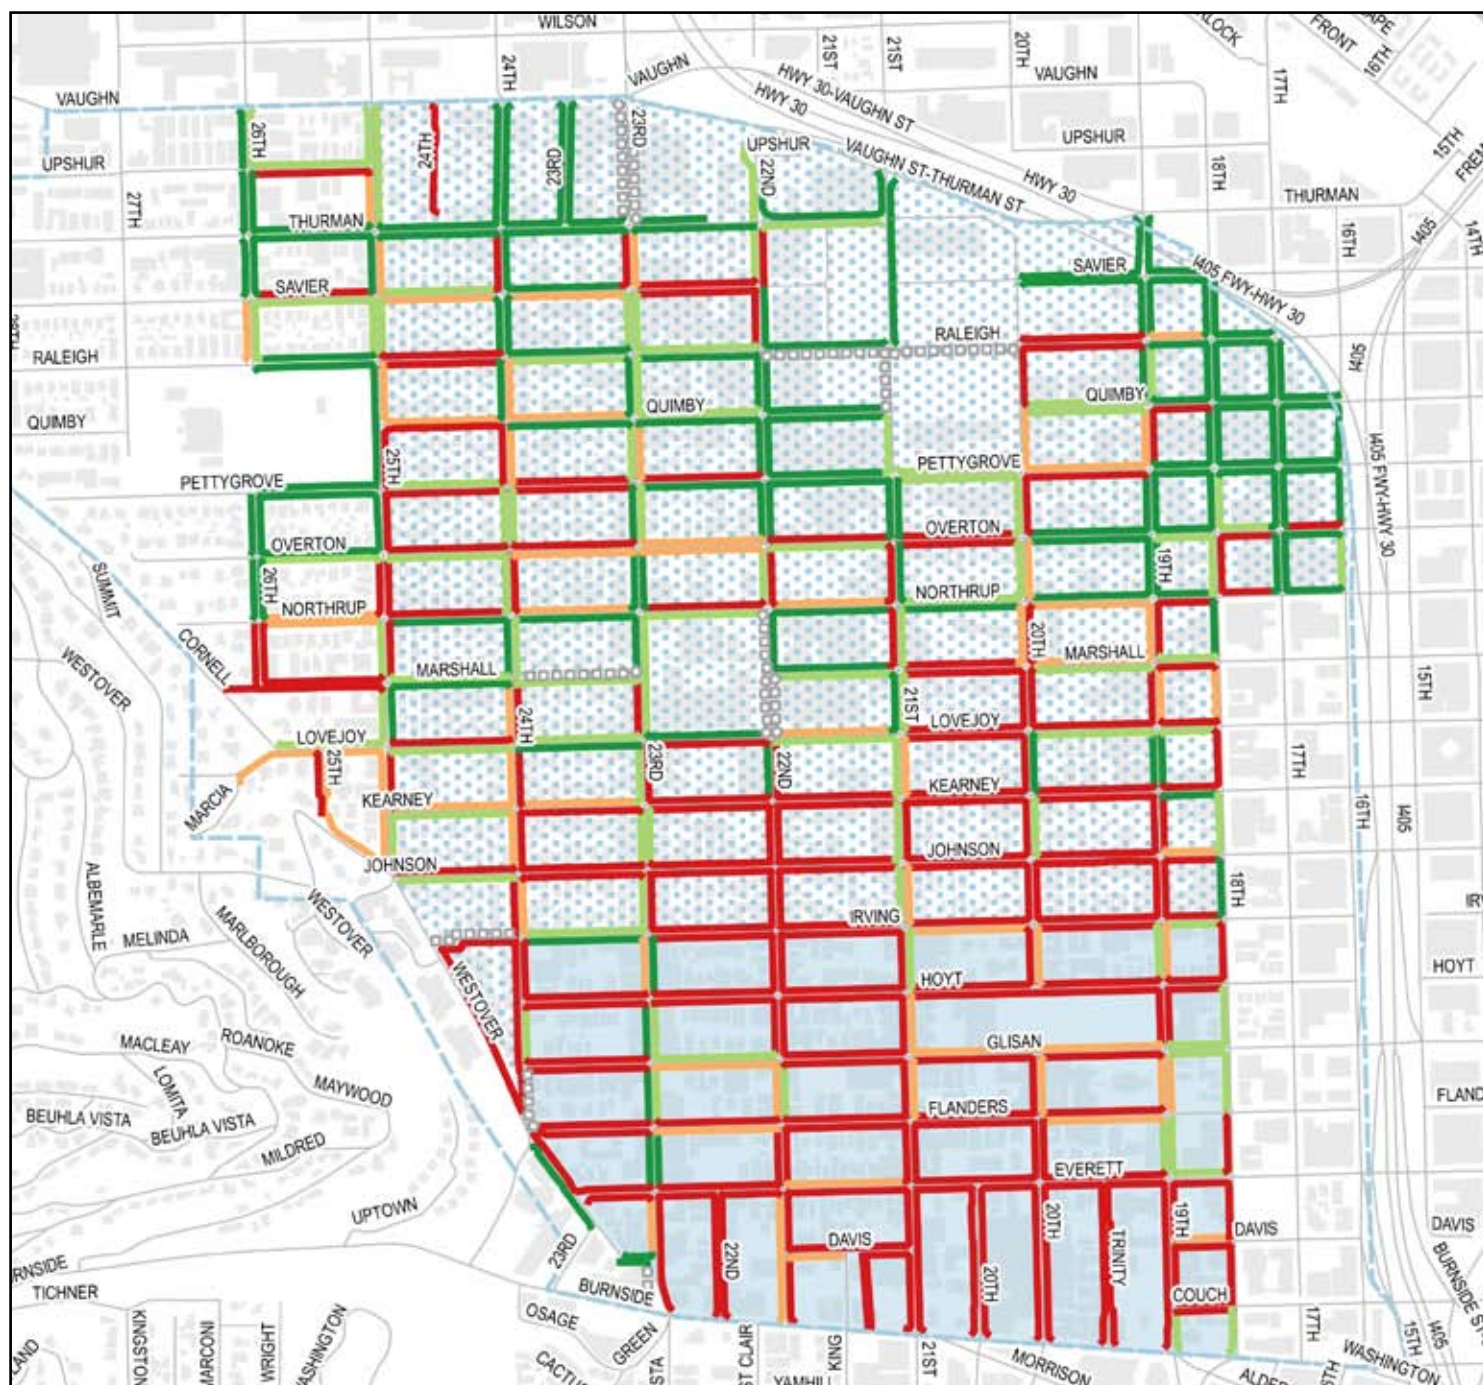 WILSON
VAUGHN
VAUGHN
24TH
21ST
21ST
20TH
VAUGHN
FRONT
16TH
17TH
HWY 30-VAUGHN ST
HWY 30
UPSHUR
26TH
24TH
23RD
23RD
UPSHUR
22ND
VAUGHN ST-THURMAN ST
HWY 30
UPSHUR
18TH
15TH
27TH
THURMAN
THURMAN
16TH
I405
14TH
SAVIER
SAVIER
I405 FWY-HWY 30
RALEIGH
RALEIGH
I405
QUIMBY
QUIMBY
QUIMBY
25TH
PETTYGROVE
PETTYGROVE
I405 FWY-HWY 30
OVERTON
OVERTON
SUMMIT
26TH
NORTHRUP
NORTHRUP
19TH
CORNELL
WESTOVER
MARSHALL
20TH
MARSHALL
15TH
LOVEJOY
25TH
24TH
23RD
22ND
21ST
LOVEJOY
17TH
MARCIA
KEARNEY
KEARNEY
16TH
I405
JOHNSON
JOHNSON
ALBEMARLE
WESTOVER
IRVING
18TH
MELINDA
MARLBOROUGH
WESTOVER
HOYT
HOYT
MACLEAY
ROANOKE
GLISAN
LOMITA
MAYWOOD
BEUHLA VISTA
BEUHLA VISTA
FLANDERS
MILDRED
EVERETT
UPTOWN
23RD
22ND
DAVIS
20TH
20TH
TRINITY
19TH
DAVIS
DAVIS
TICHNER
BURNSIDE
COUCH
BURNSIDE ST
KINGSTON
MARCONI
WRIGHT
OSAGE
GREEN
KING
21ST
MORRISON
17TH
15TH
I405
WASHINGTON
YAMHILL